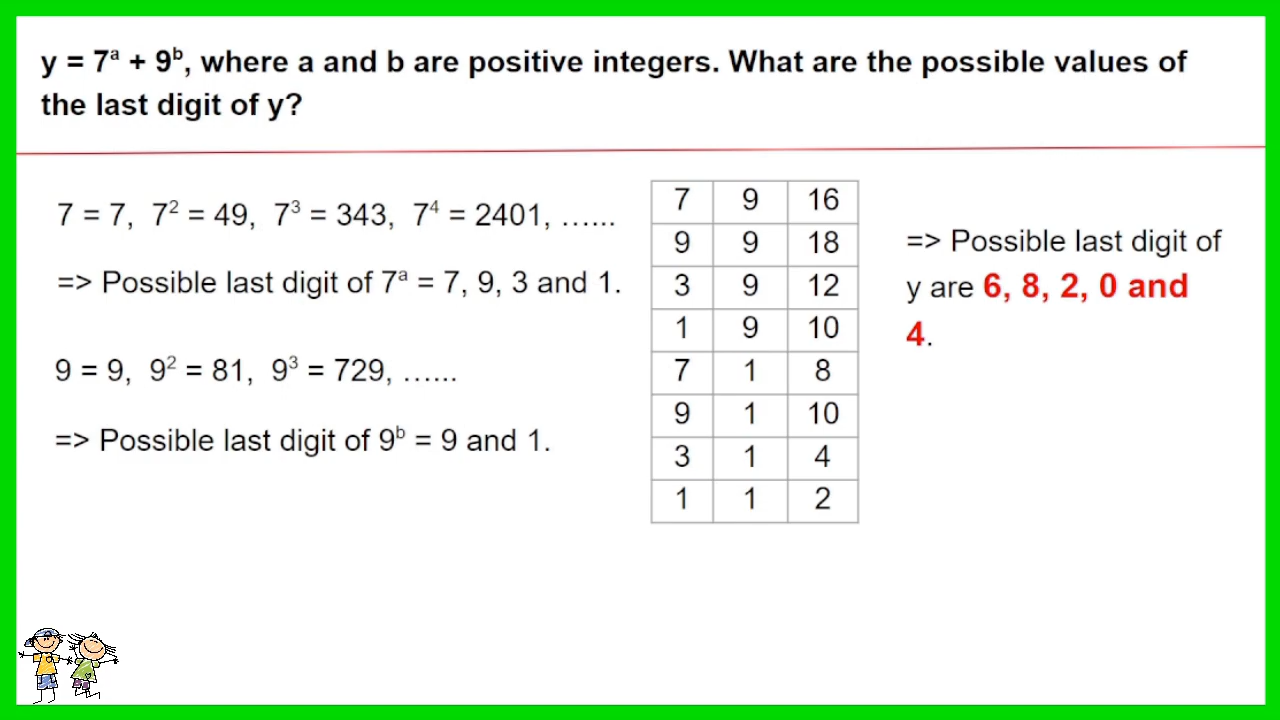 y = 7ᵃ + 9ᵇ, where a and b are positive integers. What are the possible values of
the last digit of y?
7 = 7, 7² = 49, 7³ = 343, 7⁴ = 2401, …...
=> Possible last digit of 7ᵃ = 7, 9, 3 and 1.
9 = 9, 9² = 81, 9³ = 729, …...
=> Possible last digit of 9ᵇ = 9 and 1.
7 9 16
9 9 18
3 9 12
1 9 10
7 1 8
9 1 10
3 1 4
1 1 2
=> Possible last digit of
y are 6, 8, 2, 0 and
4.